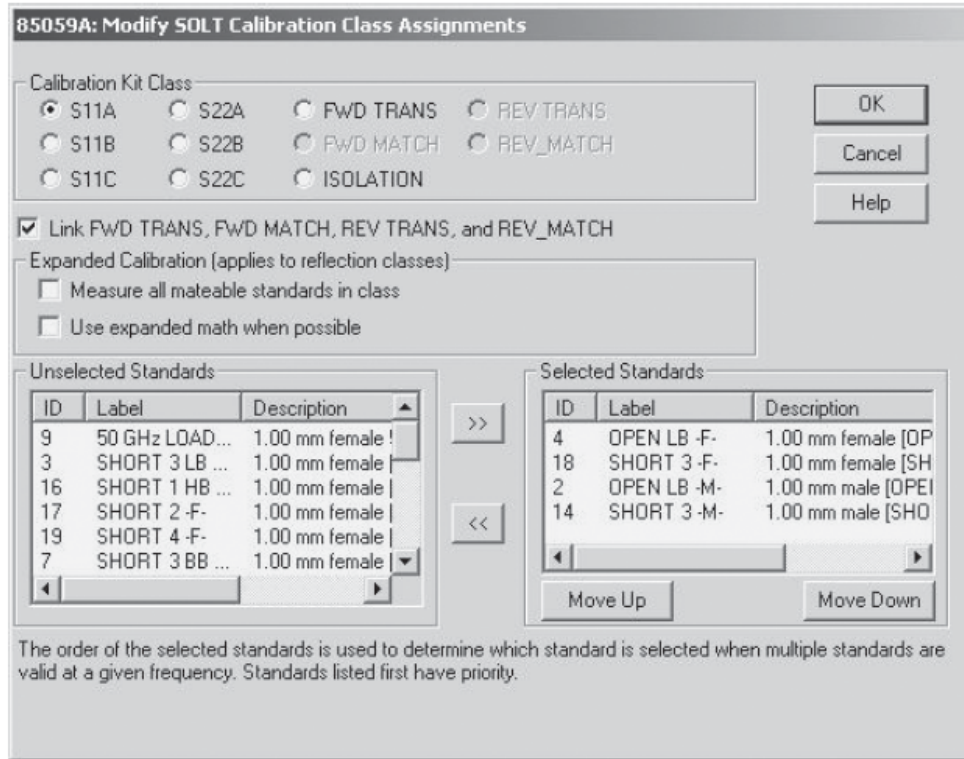 85059A: Modify SOLT Calibration Class Assignments
Calibration Kit Class
S11A S22A FWD TRANS REV TRANS
S11B S22B FWD MATCH REV_MATCH
S11C S22C ISOLATION
OK
Cancel
Help
Link FWD TRANS, FWD MATCH, REV TRANS, and REV_MATCH
Expanded Calibration (applies to reflection classes)
Measure all mateable standards in class
Use expanded math when possible
Unselected Standards
ID Label Description
9 50 GHz LOAD... 1.00 mm female
3 SHORT 3 LB ... 1.00 mm female
16 SHORT 1 HB ... 1.00 mm female
17 SHORT 2 -F- 1.00 mm female
19 SHORT 4 -F- 1.00 mm female
7 SHORT 3 BB ... 1.00 mm female
>>
<<
Selected Standards
ID Label Description
4 OPEN LB -F- 1.00 mm female [OP
18 SHORT 3 -F- 1.00 mm female [SH
2 OPEN LB -M- 1.00 mm male [OPE
14 SHORT 3 -M- 1.00 mm male [SHO
Move Up
Move Down
The order of the selected standards is used to determine which standard is selected when multiple standards are
valid at a given frequency. Standards listed first have priority.